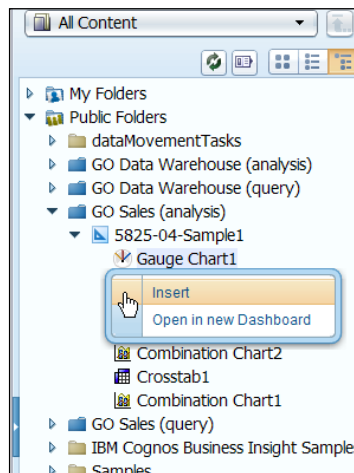 All Content
My Folders
Public Folders
dataMovementTasks
GO Data Warehouse (analysis)
GO Data Warehouse (query)
GO Sales (analysis)
5825-04-Sample1
Gauge Chart1
Insert
Open in new Dashboard
Combination Chart2
Crosstab1
Combination Chart1
GO Sales (query)
IBM Cognos Business Insight Sample
Samples